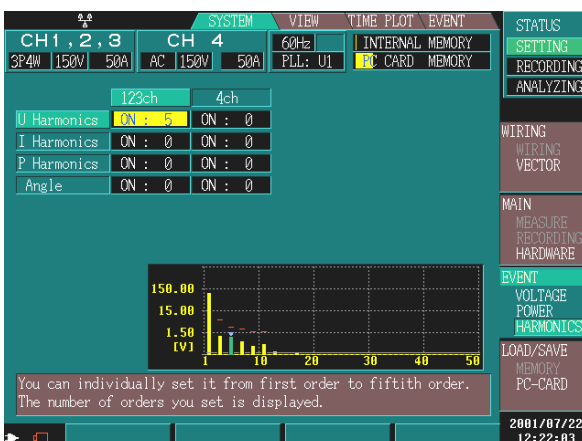 SYSTEM VIEW TIME PLOT EVENT
CH1,2,3 CH 4 60Hz INTERNAL MEMORY
3P4W 150V 50A AC 150V 50A PLL: U1 PC CARD MEMORY
123ch 4ch
U Harmonics ON : 5 ON : 0
I Harmonics ON : 0 ON : 0
P Harmonics ON : 0 ON : 0
Angle ON : 0 ON : 0
150.00
15.00
1.50
[V]
1 10 20 30 40 50
You can individually set it from first order to fiftith order.
The number of orders you set is displayed.
STATUS
SETTING
RECORDING
ANALYZING
WIRING
WIRING
VECTOR
MAIN
MEASURE
RECORDING
HARDWARE
EVENT
VOLTAGE
POWER
HARMONICS
LOAD/SAVE
MEMORY
PC-CARD
2001/07/22
12:22:03